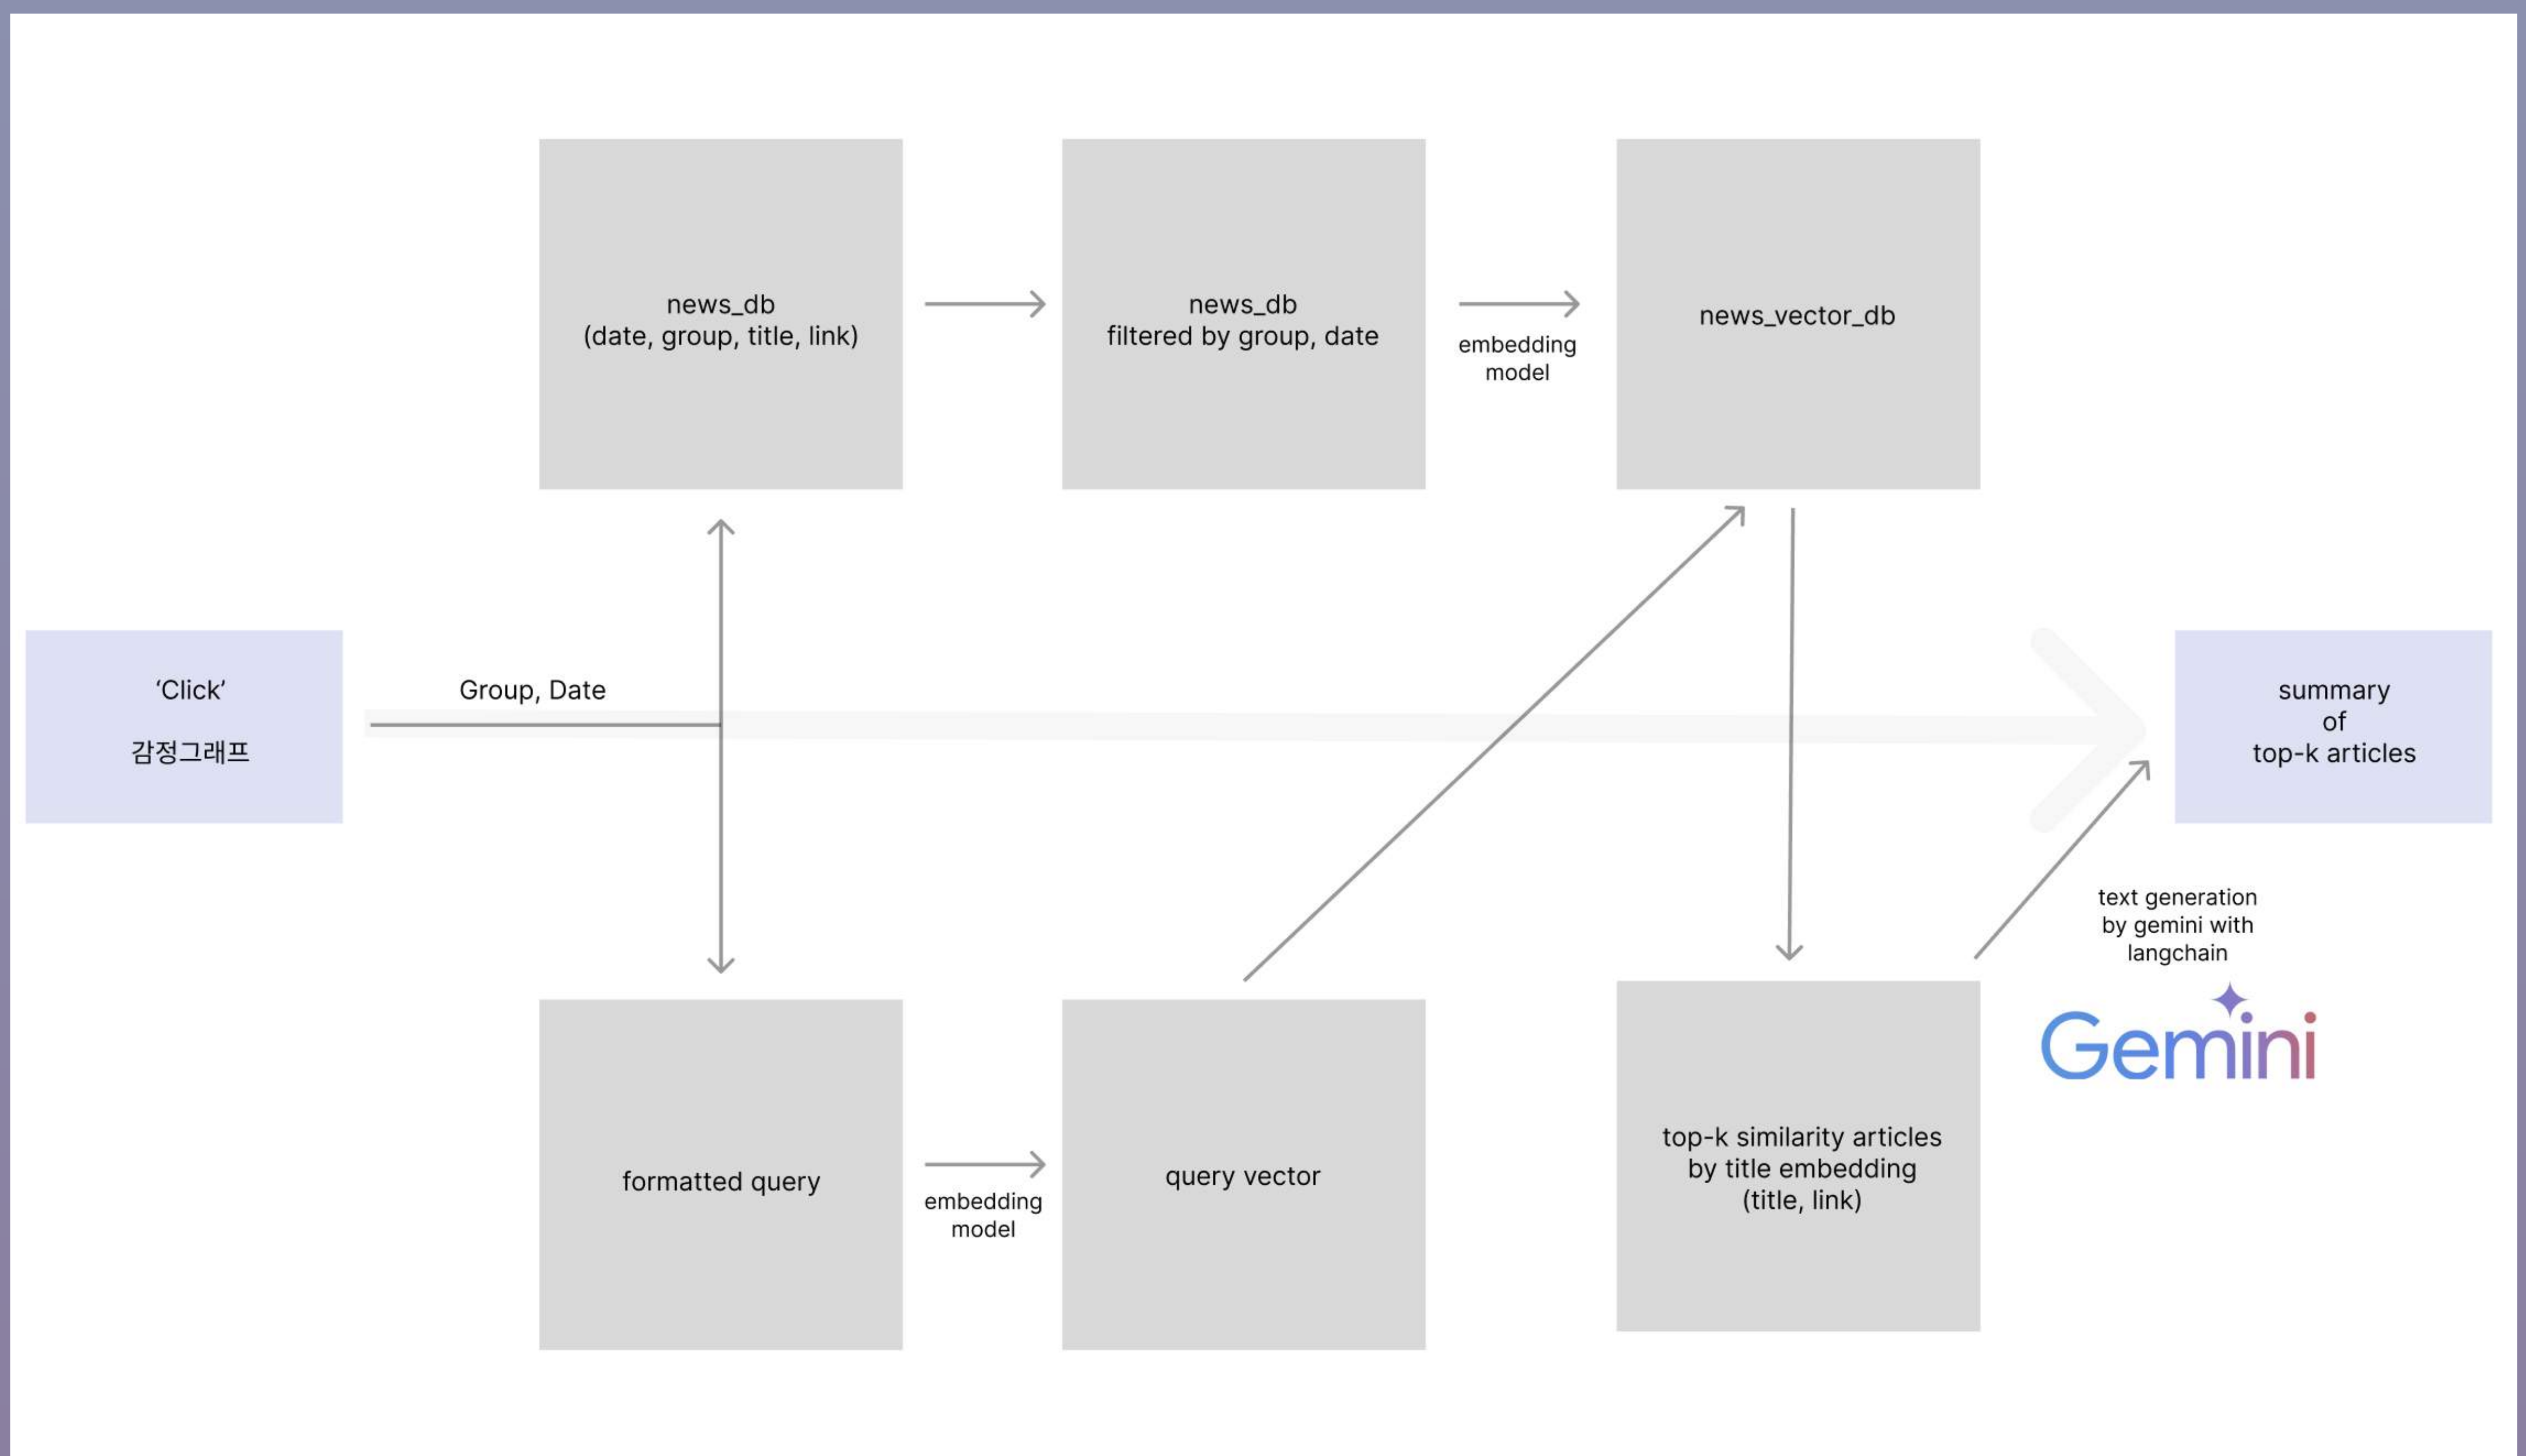 news_db
(date, group, title, link)
news_db
filtered by group, date
embedding
model
news_vector_db
‘Click’
감정그래프
Group, Date
summary
of
top-k articles
text generation
by gemini with
langchain
Gemini
formatted query
embedding
model
query vector
top-k similarity articles
by title embedding
(title, link)